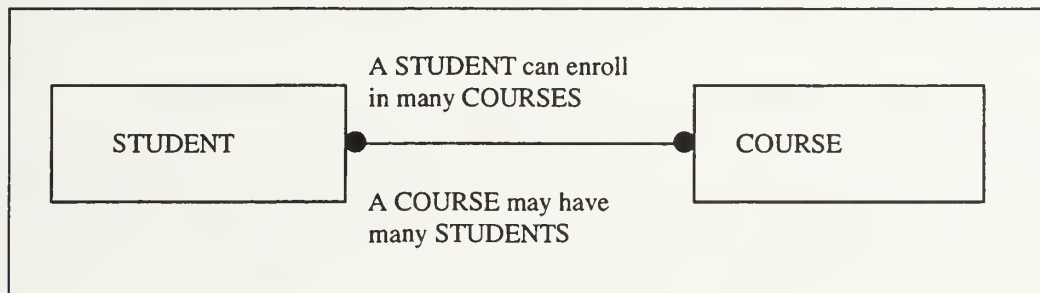 A STUDENT can enroll
in many COURSES
STUDENT
COURSE
A COURSE may have
many STUDENTS